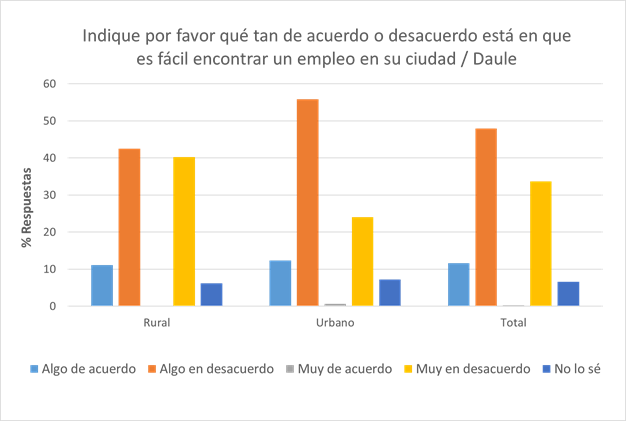 Indique por favor qué tan de acuerdo o desacuerdo está en que
es fácil encontrar un empleo en su ciudad / Daule
60
50
40
30
20
10
0
% Respuestas
Rural Urbano Total
Algo de acuerdo Algo en desacuerdo Muy de acuerdo Muy en desacuerdo No lo sé